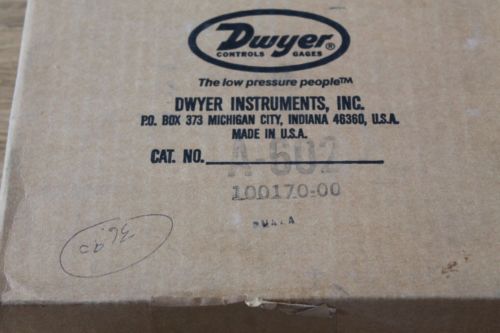 Dwyer®
CONTROLS GAGES
The low pressure people™
DWYER INSTRUMENTS, INC.
P.O. BOX 373 MICHIGAN CITY, INDIANA 46360, U.S.A.
MADE IN U.S.A.
CAT. NO. A-602
100170-00
36.90